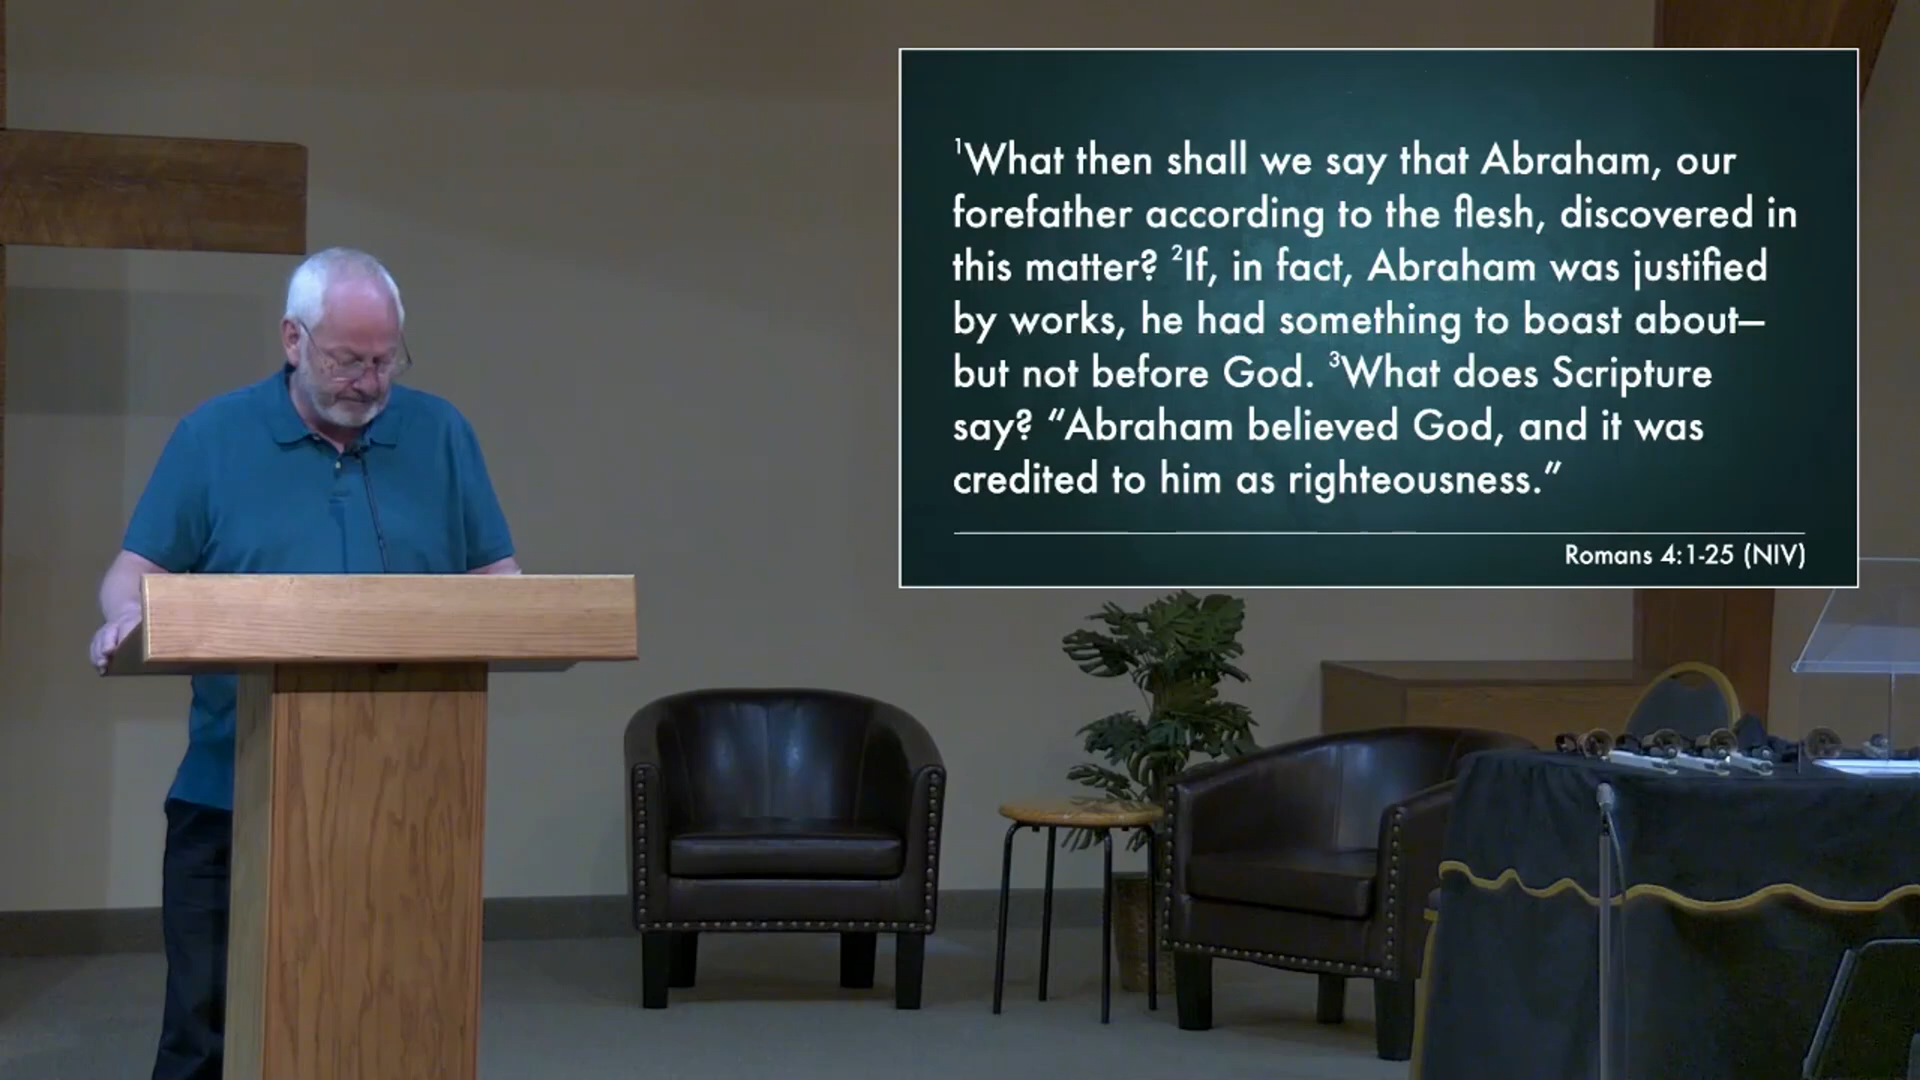 ¹What then shall we say that Abraham, our
forefather according to the flesh, discovered in
this matter? ²If, in fact, Abraham was justified
by works, he had something to boast about—
but not before God. ³What does Scripture
say? “Abraham believed God, and it was
credited to him as righteousness.”
Romans 4:1-25 (NIV)